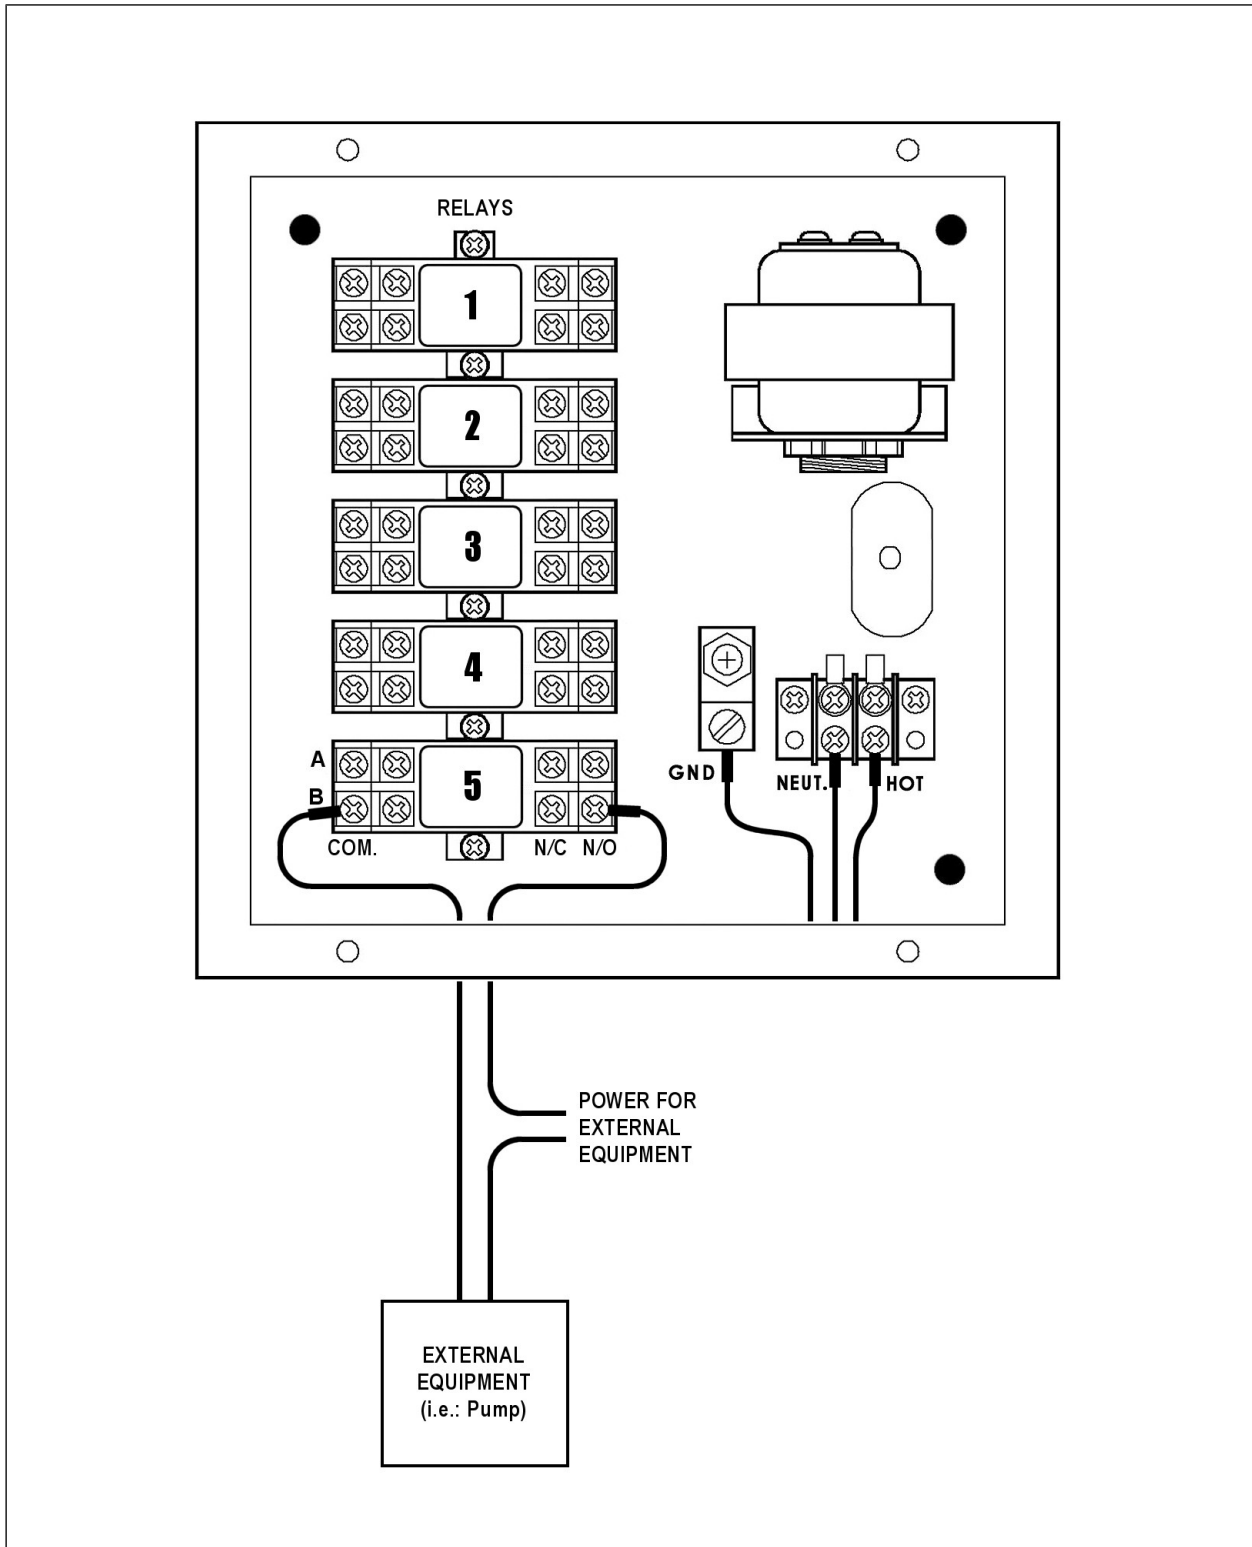 RELAYS
1
2
3
4
A
5
B
COM.
N/C N/O
GND
NEUT.
HOT
POWER FOR
EXTERNAL
EQUIPMENT
EXTERNAL
EQUIPMENT
(i.e.: Pump)